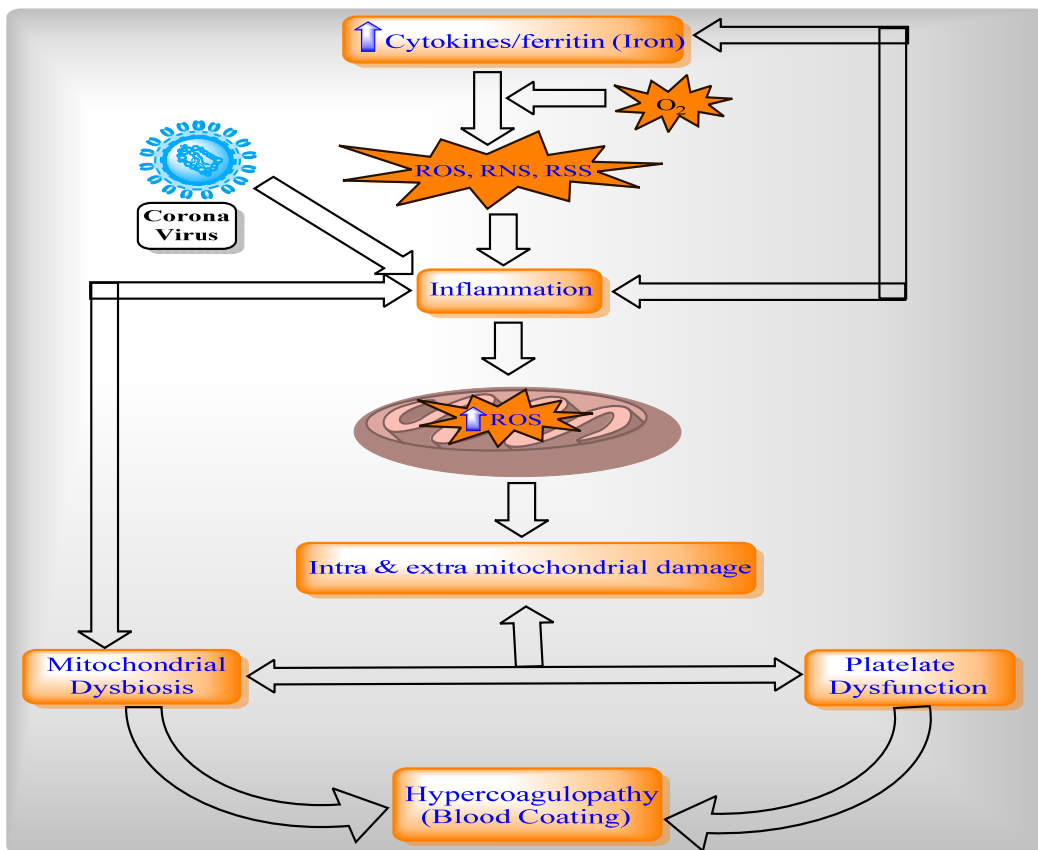 Cytokines/ferritin (Iron)
O₂
ROS, RNS, RSS
Corona
Virus
Inflammation
ROS
Intra & extra mitochondrial damage
Mitochondrial
Dysbiosis
Platelate
Dysfunction
Hypercoagulopathy
(Blood Coating)